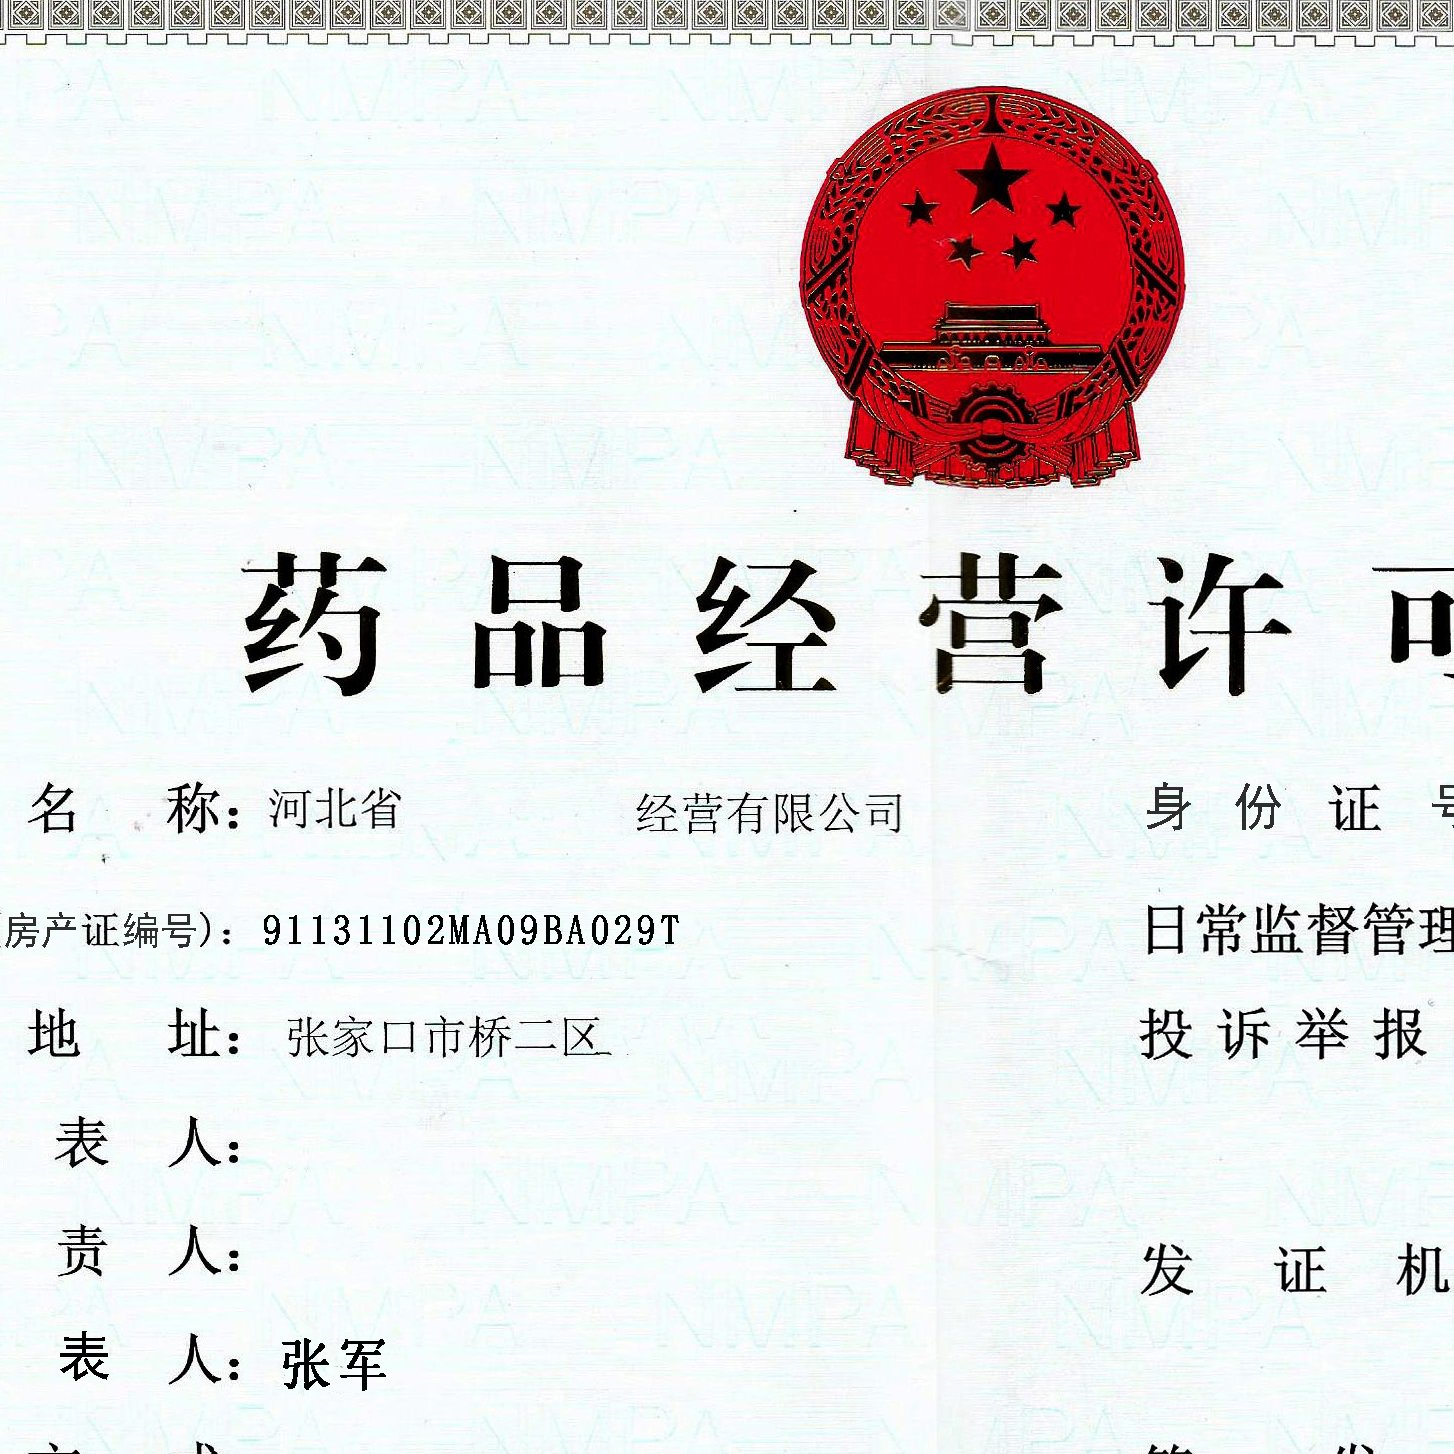 药品经营许可
名 称：河北省 经营有限公司
身份证号
房产证编号）：91131102MA09BA029T
日常监督管理
地 址：张家口市桥二区
投诉举报
表 人：
责 人：
发证机
表 人：张军